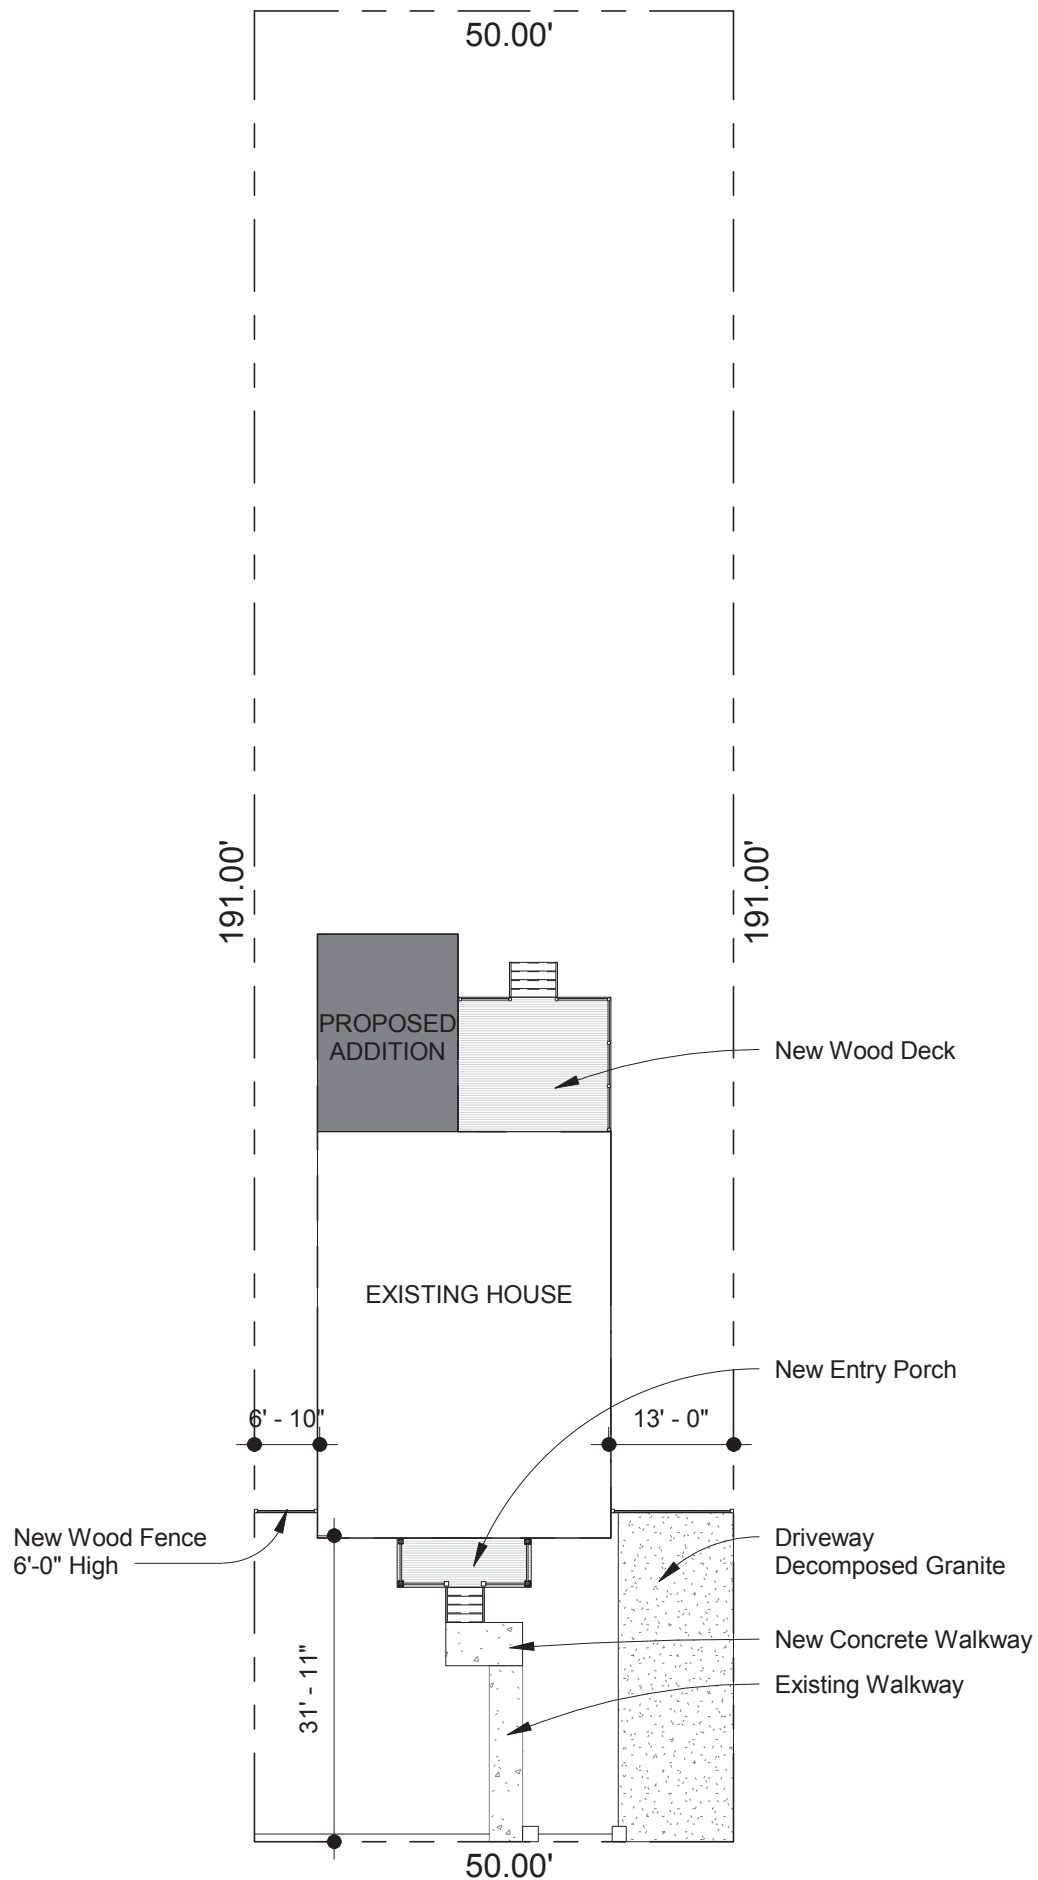 50.00'
191.00'
191.00'
PROPOSED
ADDITION
New Wood Deck
EXISTING HOUSE
New Entry Porch
6' - 10"
13' - 0"
New Wood Fence
6'-0" High
Driveway
Decomposed Granite
New Concrete Walkway
31' - 11"
Existing Walkway
50.00'